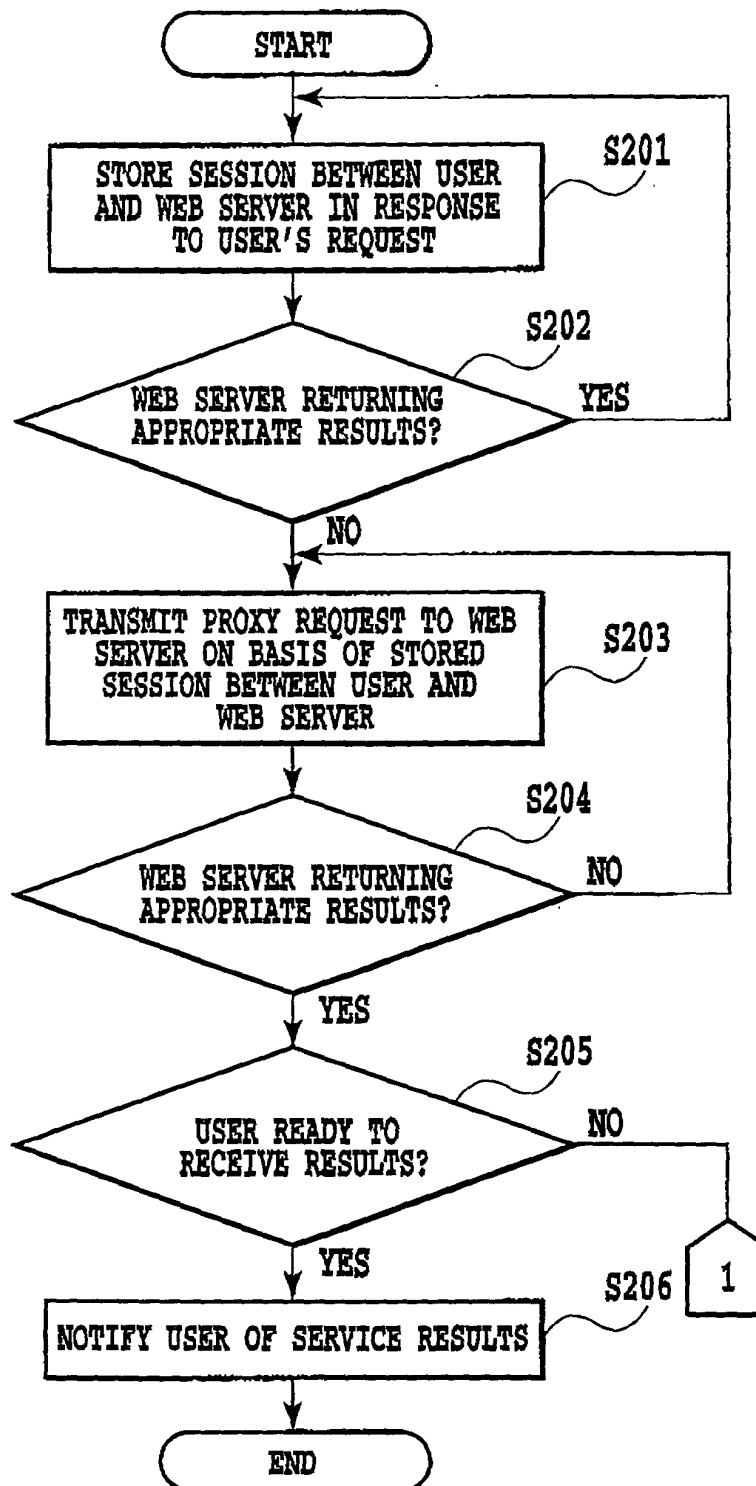 START
STORE SESSION BETWEEN USER
AND WEB SERVER IN RESPONSE
TO USER'S REQUEST
S201
WEB SERVER RETURNING
APPROPRIATE RESULTS?
S202
YES
NO
TRANSMIT PROXY REQUEST TO WEB
SERVER ON BASIS OF STORED
SESSION BETWEEN USER AND
WEB SERVER
S203
WEB SERVER RETURNING
APPROPRIATE RESULTS?
S204
NO
YES
USER READY TO
RECEIVE RESULTS?
S205
NO
YES
1
NOTIFY USER OF SERVICE RESULTS
S206
END